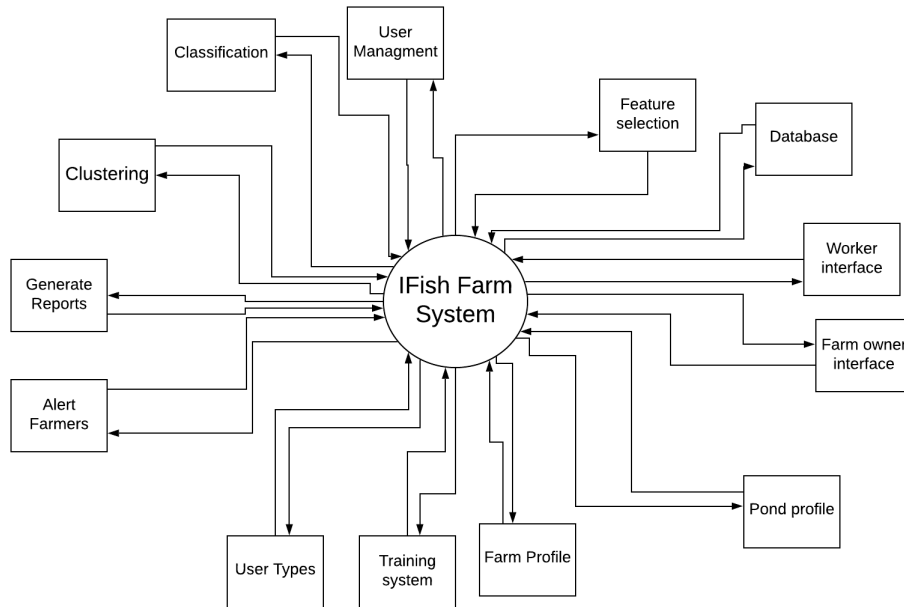 User
Managment
Classification
Feature
selection
Database
Clustering
Worker
interface
Generate
Reports
IFish Farm
System
Farm owner
interface
Alert
Farmers
Pond profile
User Types
Training
system
Farm Profile